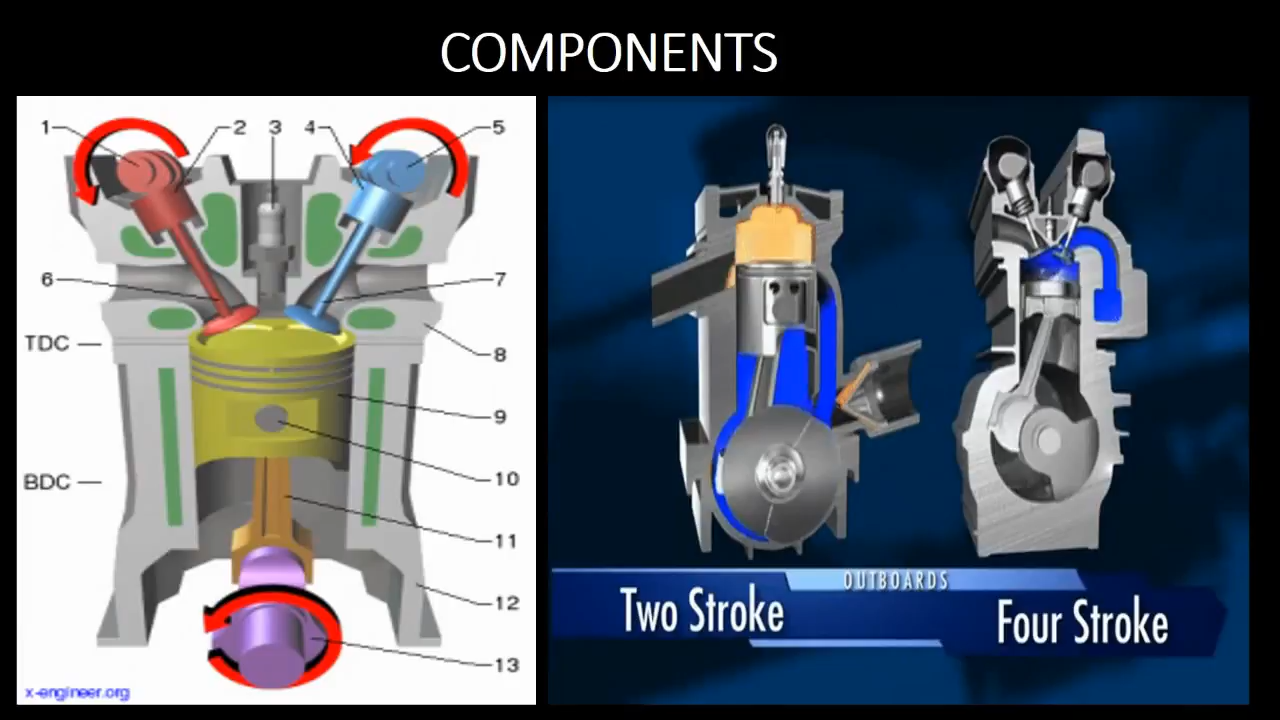 COMPONENTS
1
2
3
4
5
6
7
TDC
8
9
BDC
10
11
12
13
x-engineer.org
OUTBOARDS
Two Stroke
Four Stroke